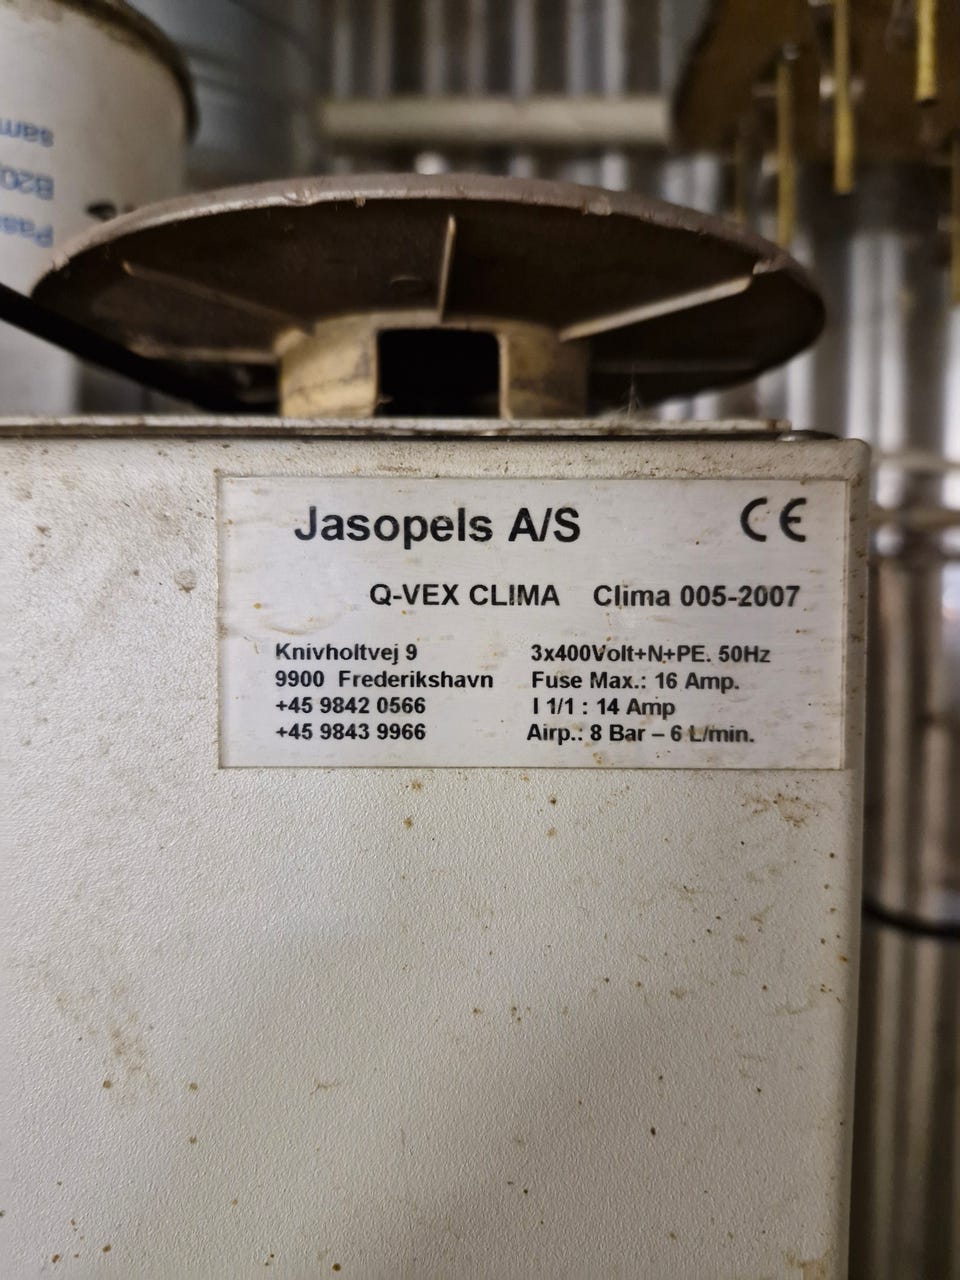 Jasopels A/S CE
Q-VEX CLIMA Clima 005-2007
Knivholtvej 9
9900 Frederikshavn
+45 9842 0566
+45 9843 9966
3x400Volt+N+PE. 50Hz
Fuse Max.: 16 Amp.
I 1/1 : 14 Amp
Airp.: 8 Bar – 6 L/min.